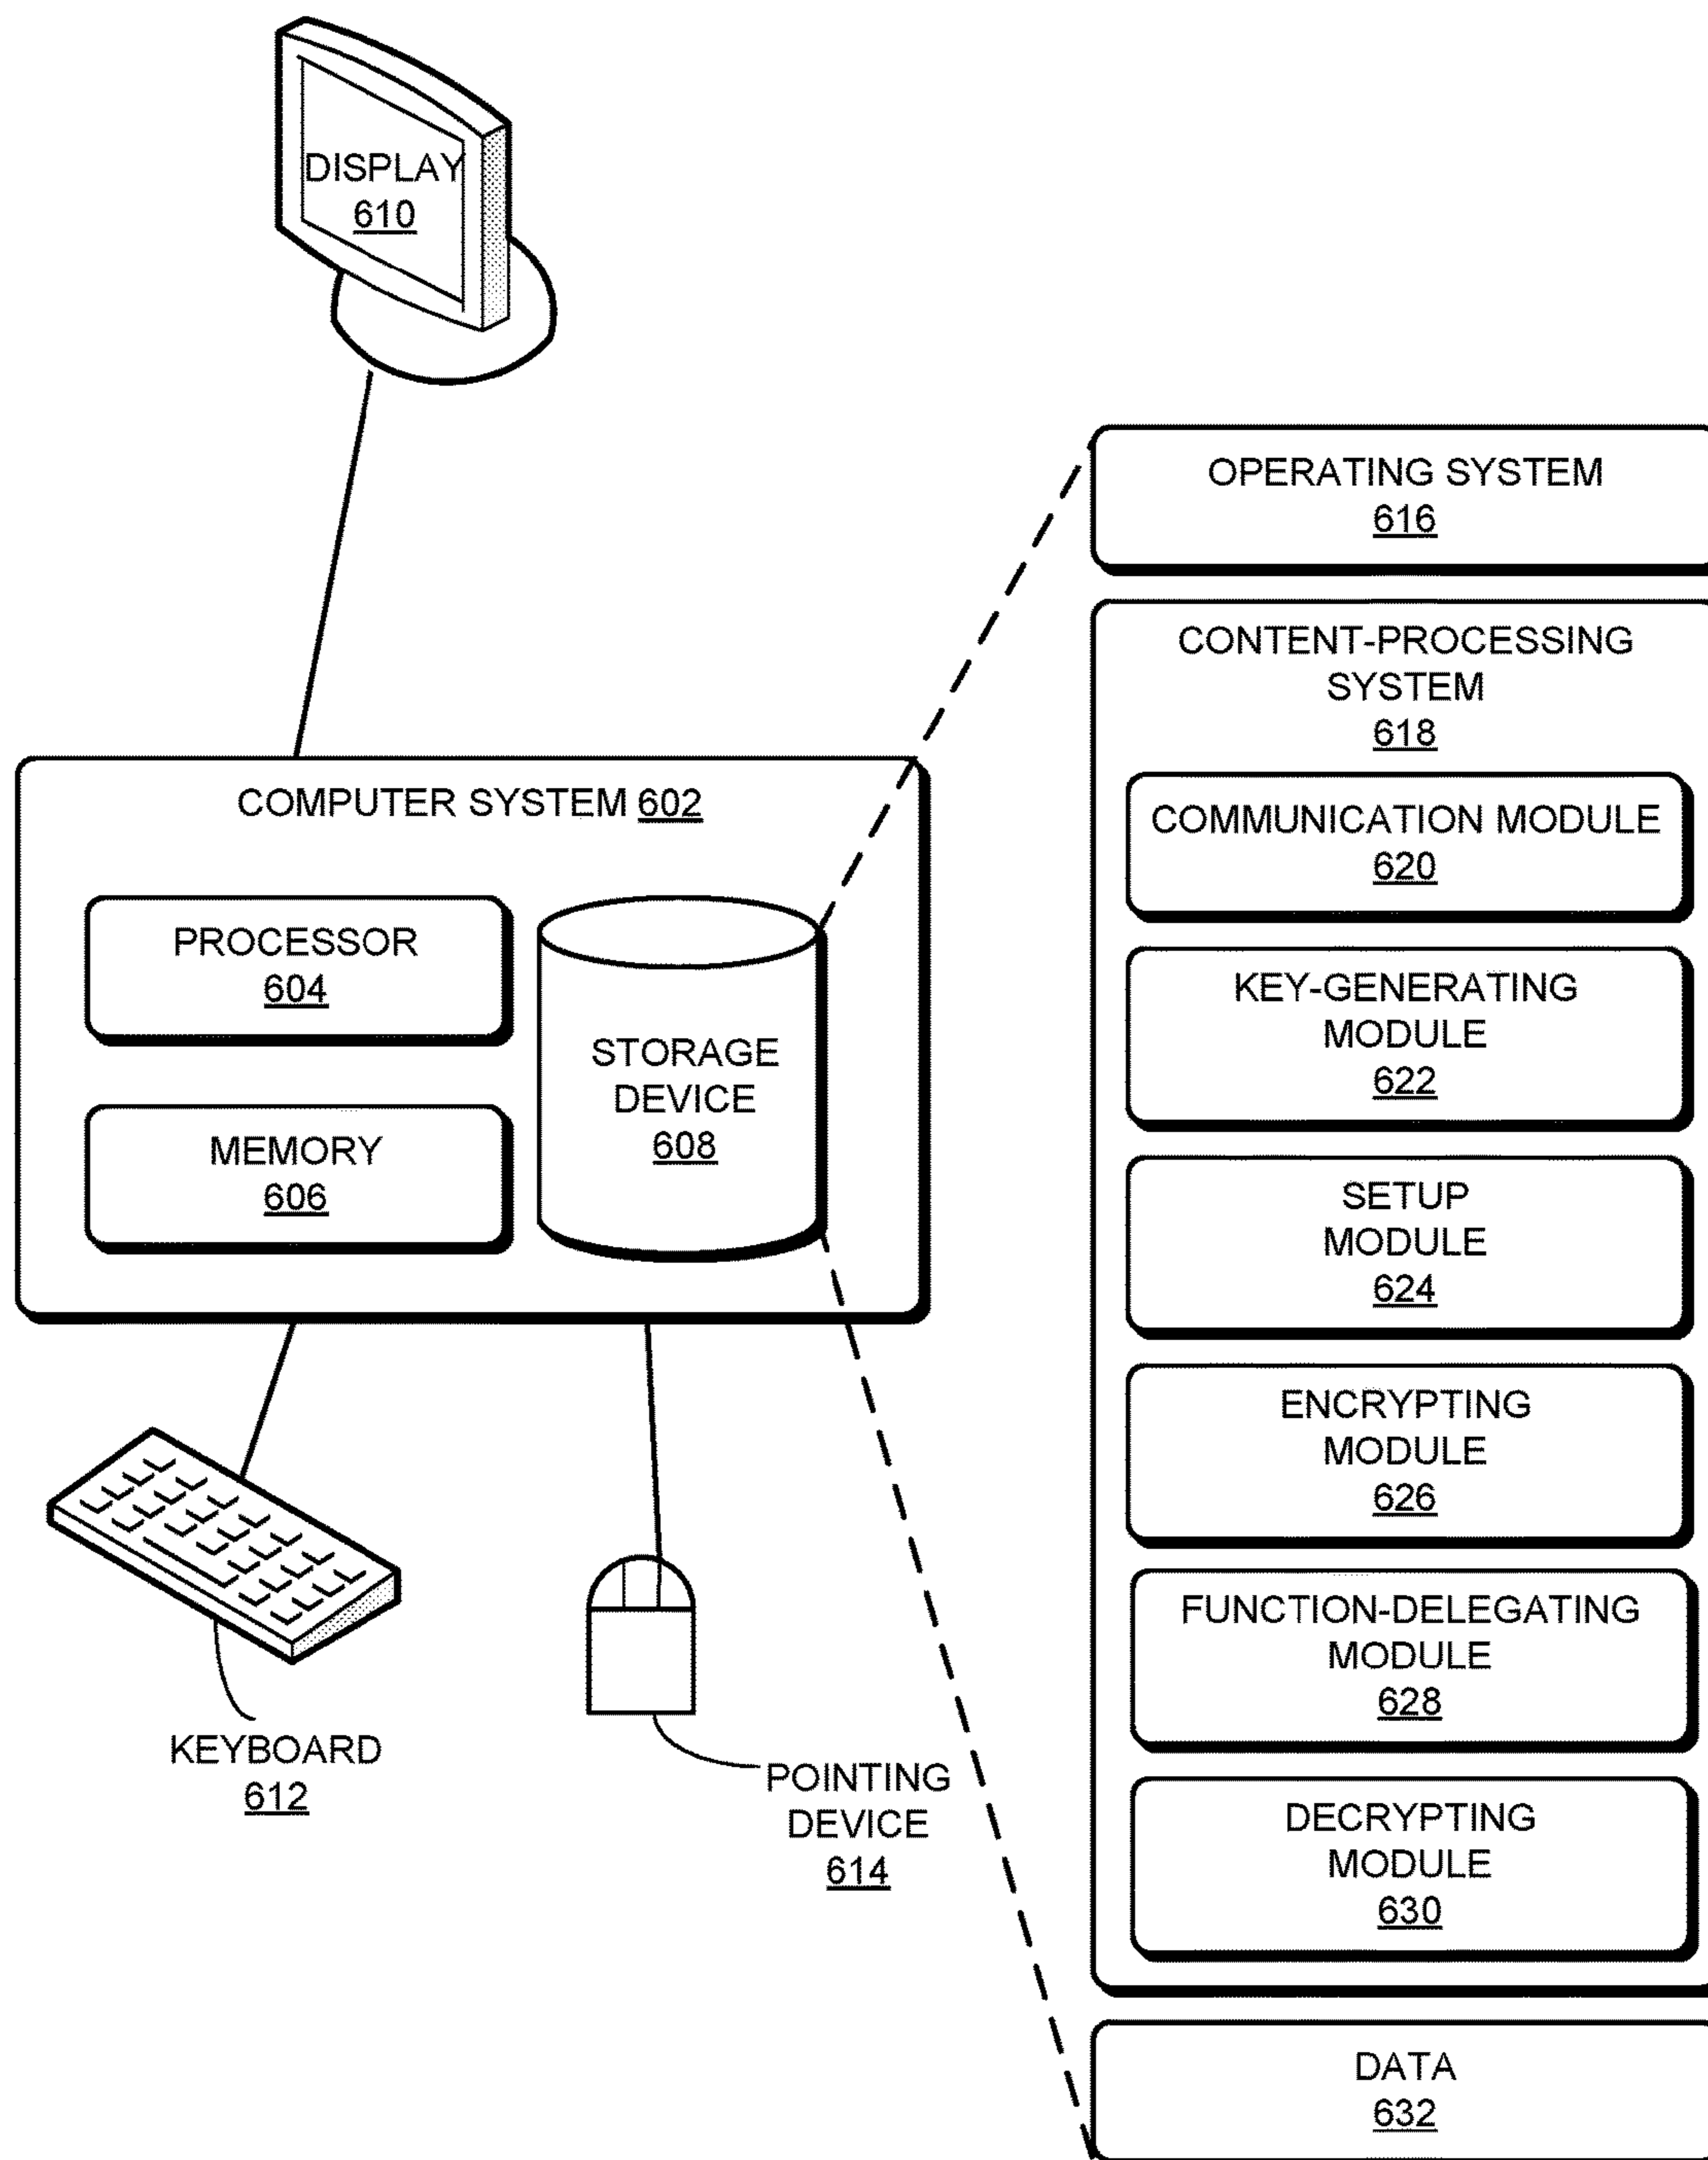 DISPLAY
610
OPERATING SYSTEM
616
CONTENT-PROCESSING
SYSTEM
618
COMPUTER SYSTEM 602
COMMUNICATION MODULE
620
PROCESSOR
604
KEY-GENERATING
MODULE
622
STORAGE
DEVICE
608
MEMORY
606
SETUP
MODULE
624
ENCRYPTING
MODULE
626
FUNCTION-DELEGATING
MODULE
628
KEYBOARD
612
POINTING
DEVICE
614
DECRYPTING
MODULE
630
DATA
632